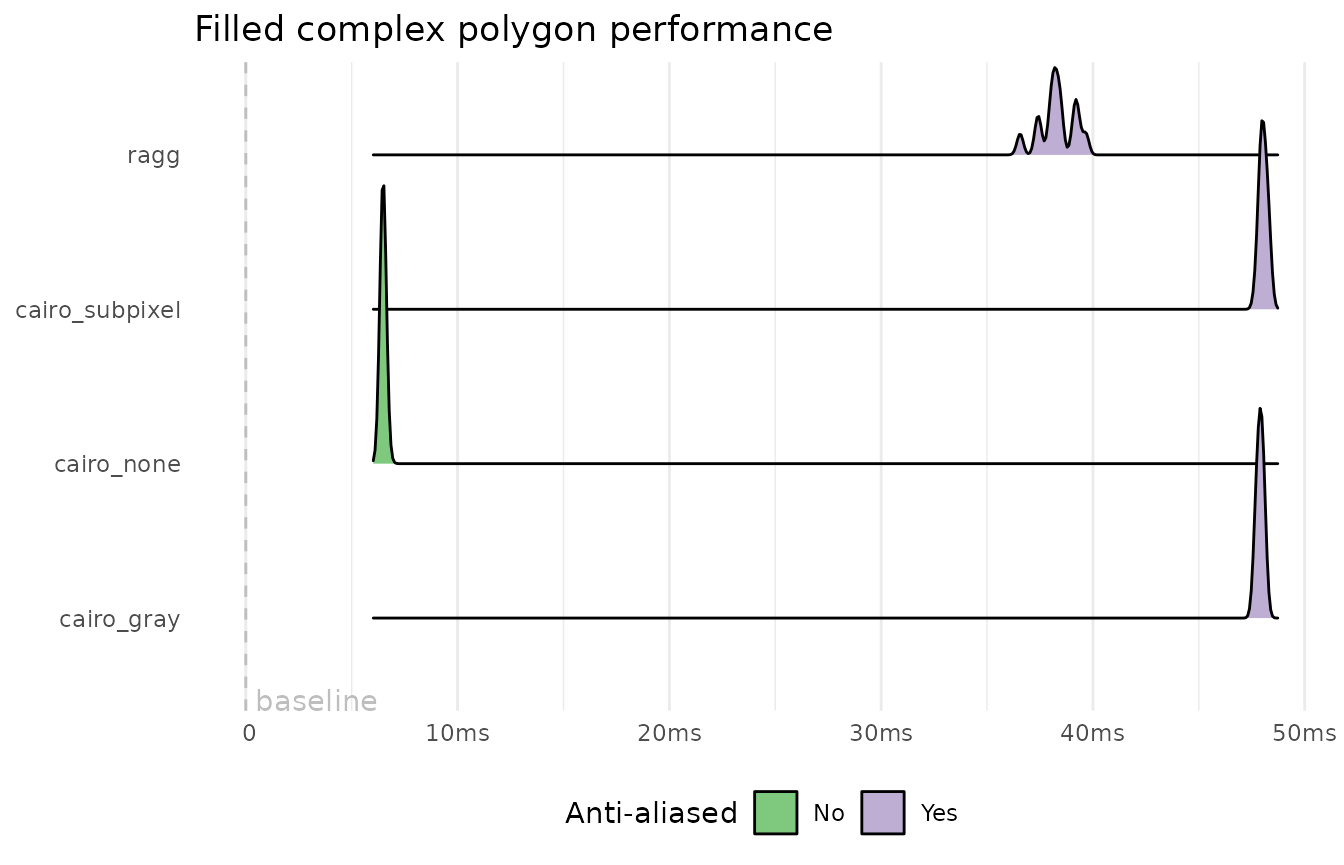 Filled complex polygon performance
ragg
cairo_subpixel
cairo_none
cairo_gray
baseline
0 10ms 20ms 30ms 40ms 50ms
Anti-aliased No Yes